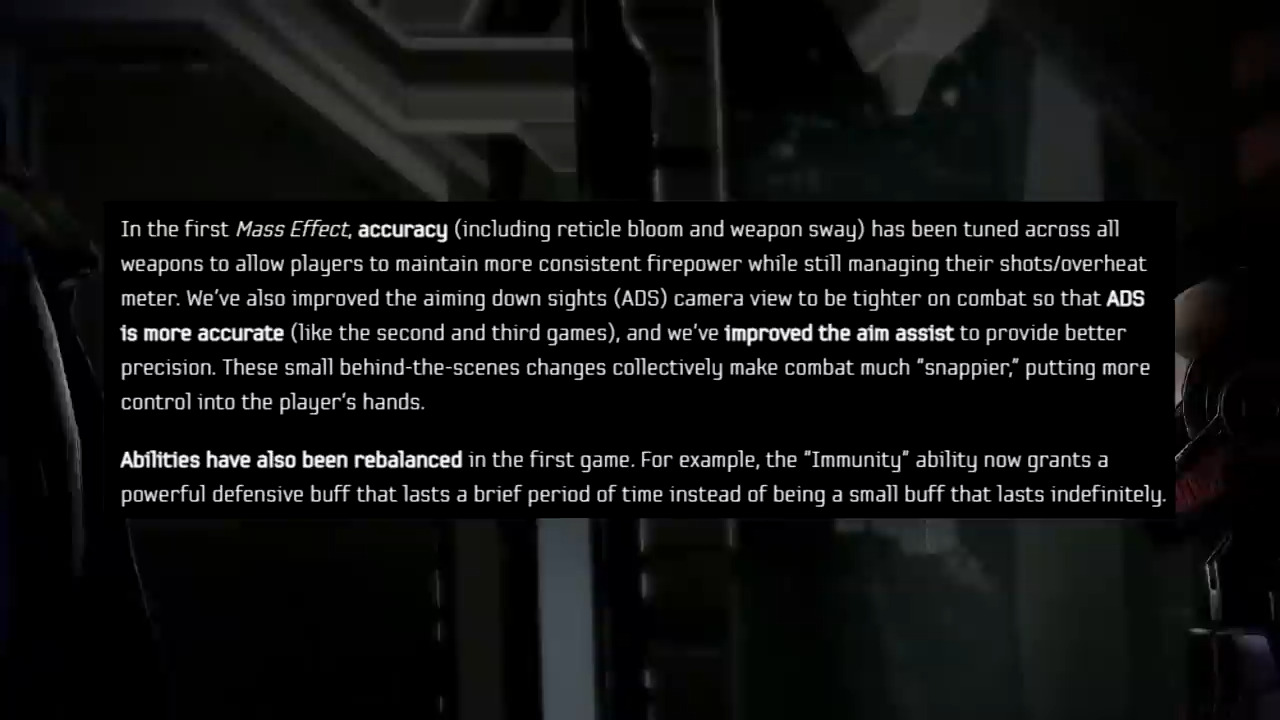 In the first Mass Effect, accuracy (including reticle bloom and weapon sway) has been tuned across all
weapons to allow players to maintain more consistent firepower while still managing their shots/overheat
meter. We’ve also improved the aiming down sights (ADS) camera view to be tighter on combat so that ADS
is more accurate (like the second and third games), and we’ve improved the aim assist to provide better
precision. These small behind-the-scenes changes collectively make combat much “snappier,” putting more
control into the player’s hands.
Abilities have also been rebalanced in the first game. For example, the “Immunity” ability now grants a
powerful defensive buff that lasts a brief period of time instead of being a small buff that lasts indefinitely.